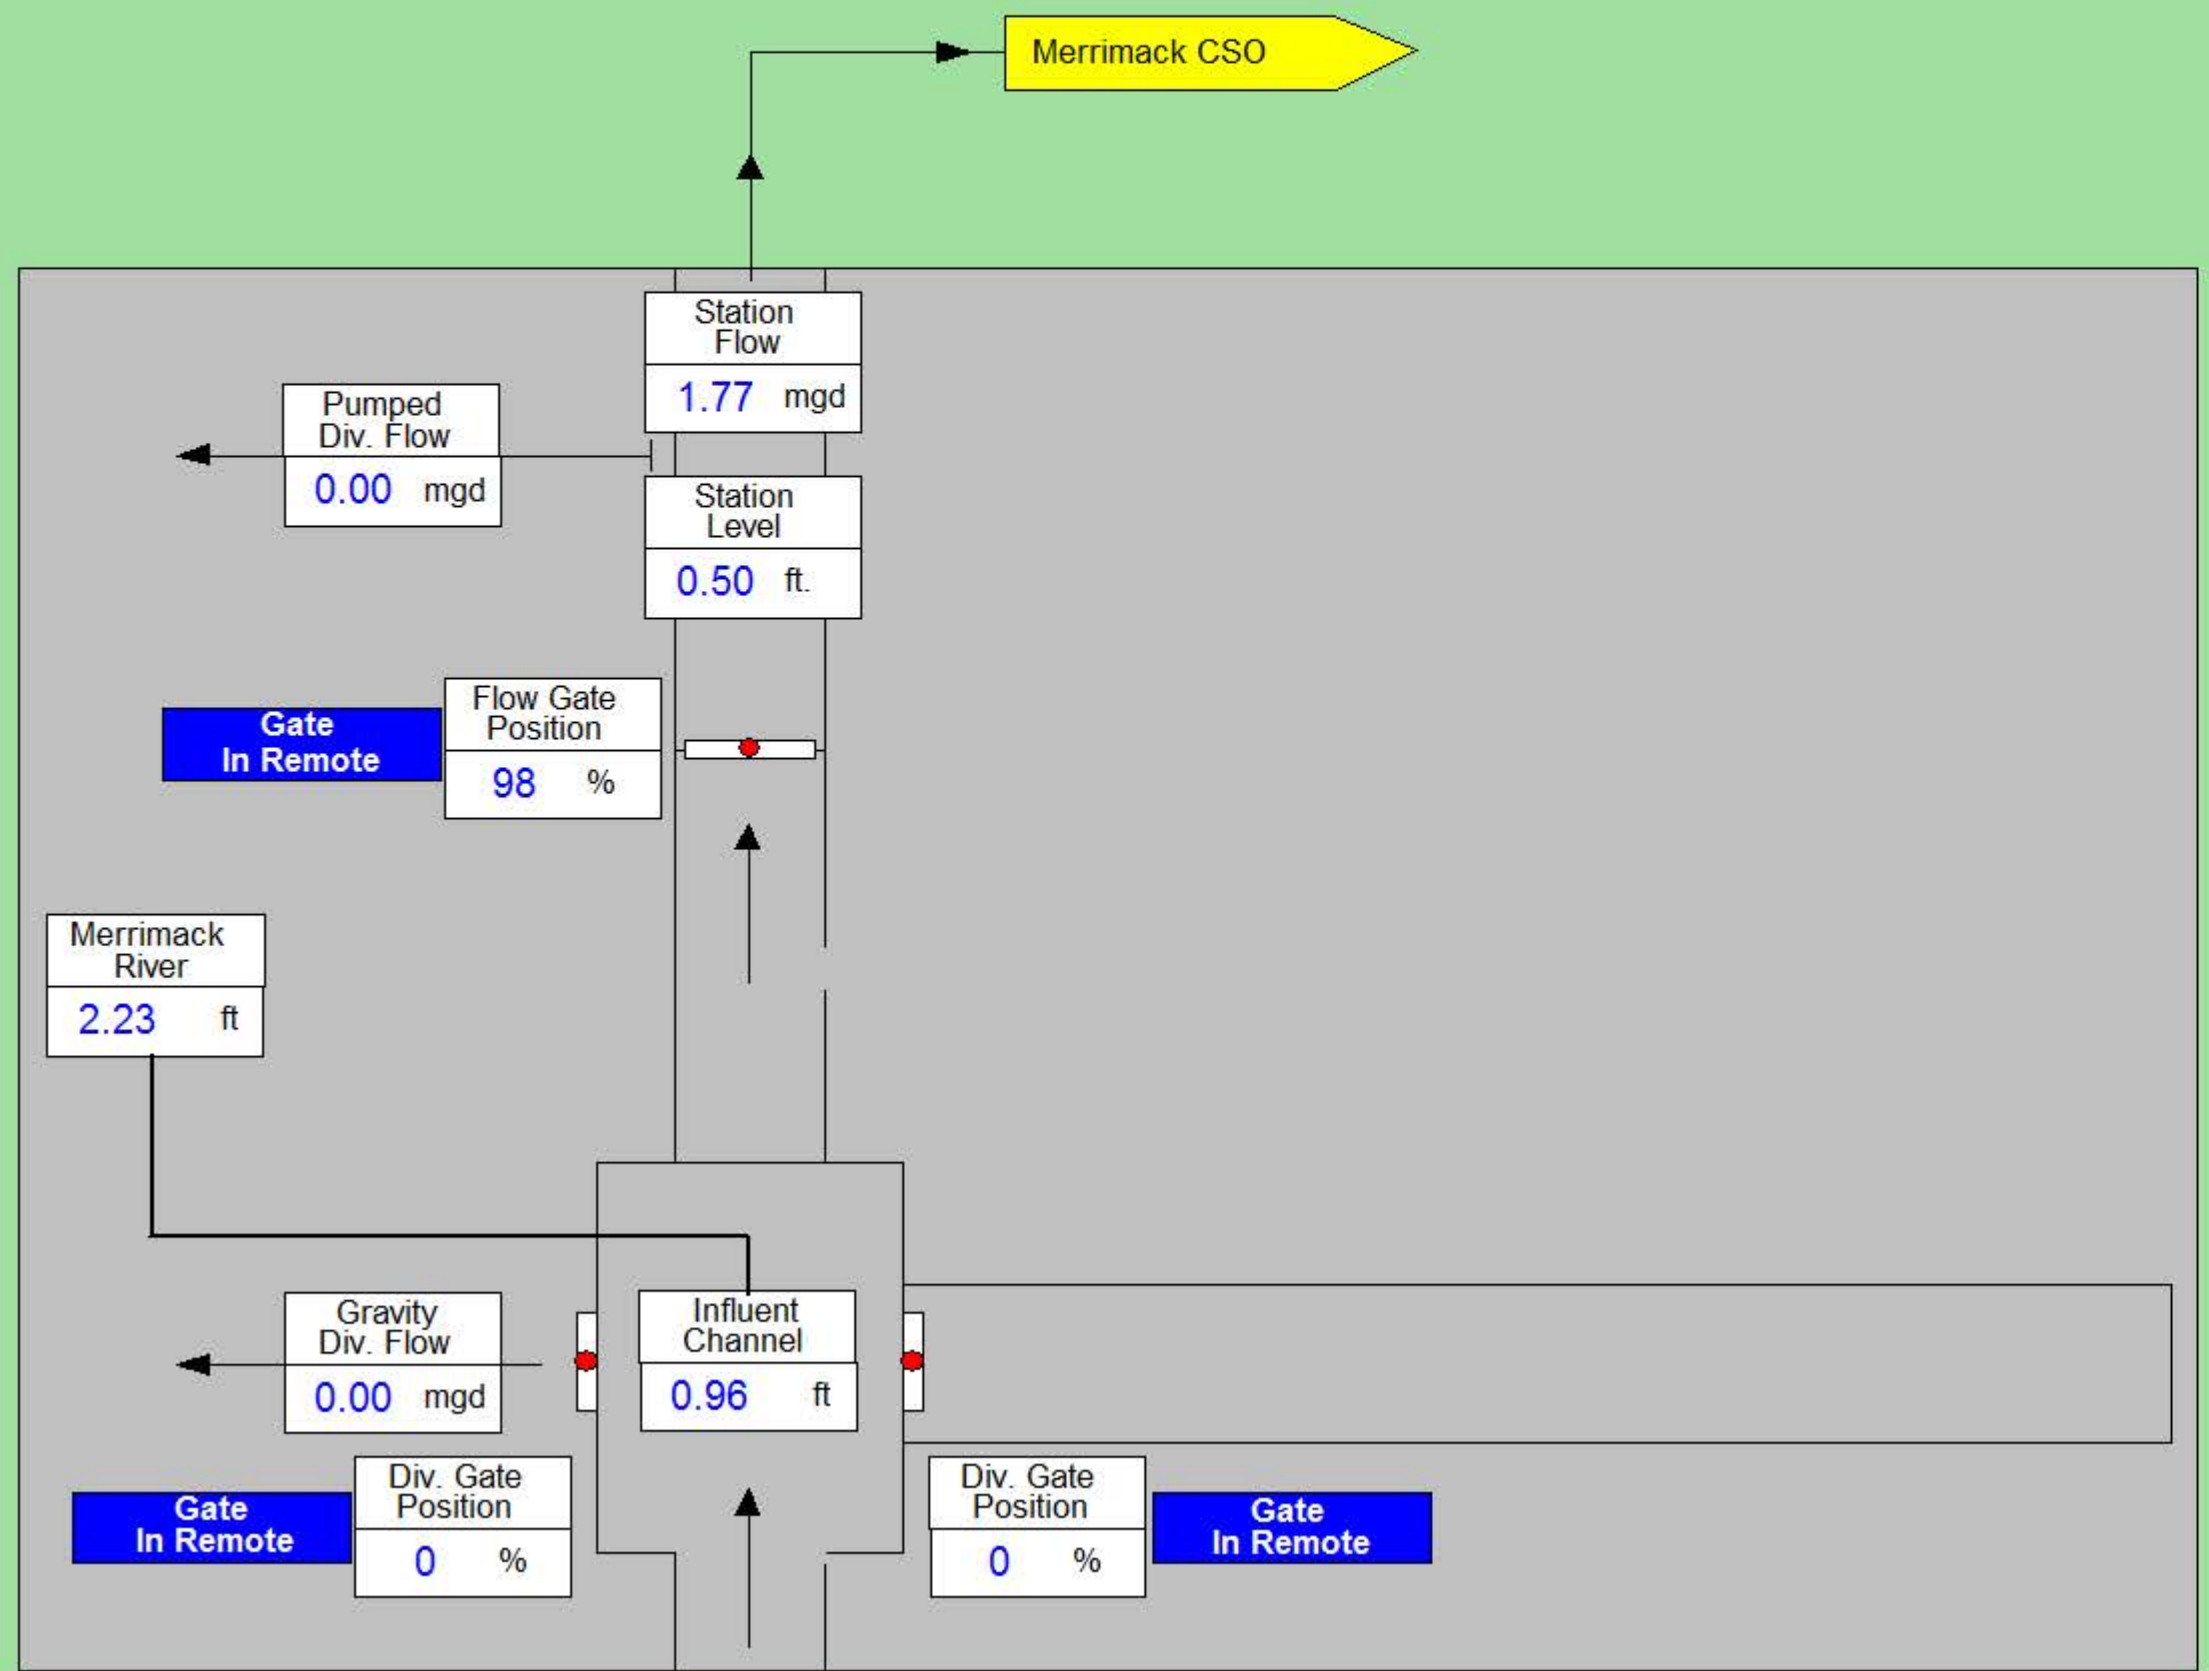 Merrimack CSO
Station
Flow
1.77 mgd
Pumped
Div. Flow
0.00 mgd
Station
Level
0.50 ft.
Flow Gate
Position
98 %
Gate
In Remote
Merrimack
River
2.23 ft
Gravity
Div. Flow
0.00 mgd
Influent
Channel
0.96 ft
Gate
In Remote
Div. Gate
Position
0 %
Div. Gate
Position
0 %
Gate
In Remote